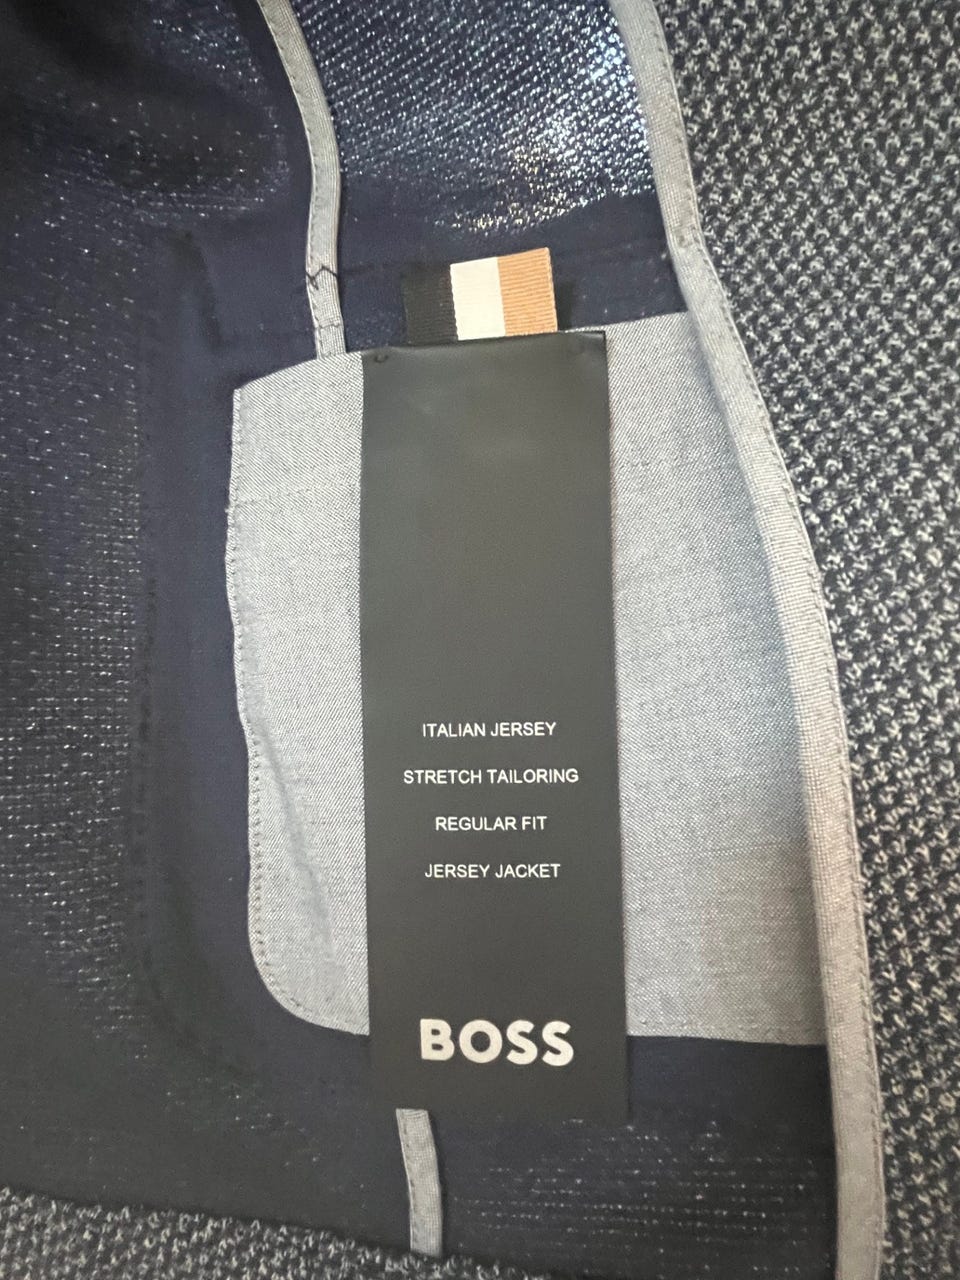 ITALIAN JERSEY
STRETCH TAILORING
REGULAR FIT
JERSEY JACKET
BOSS